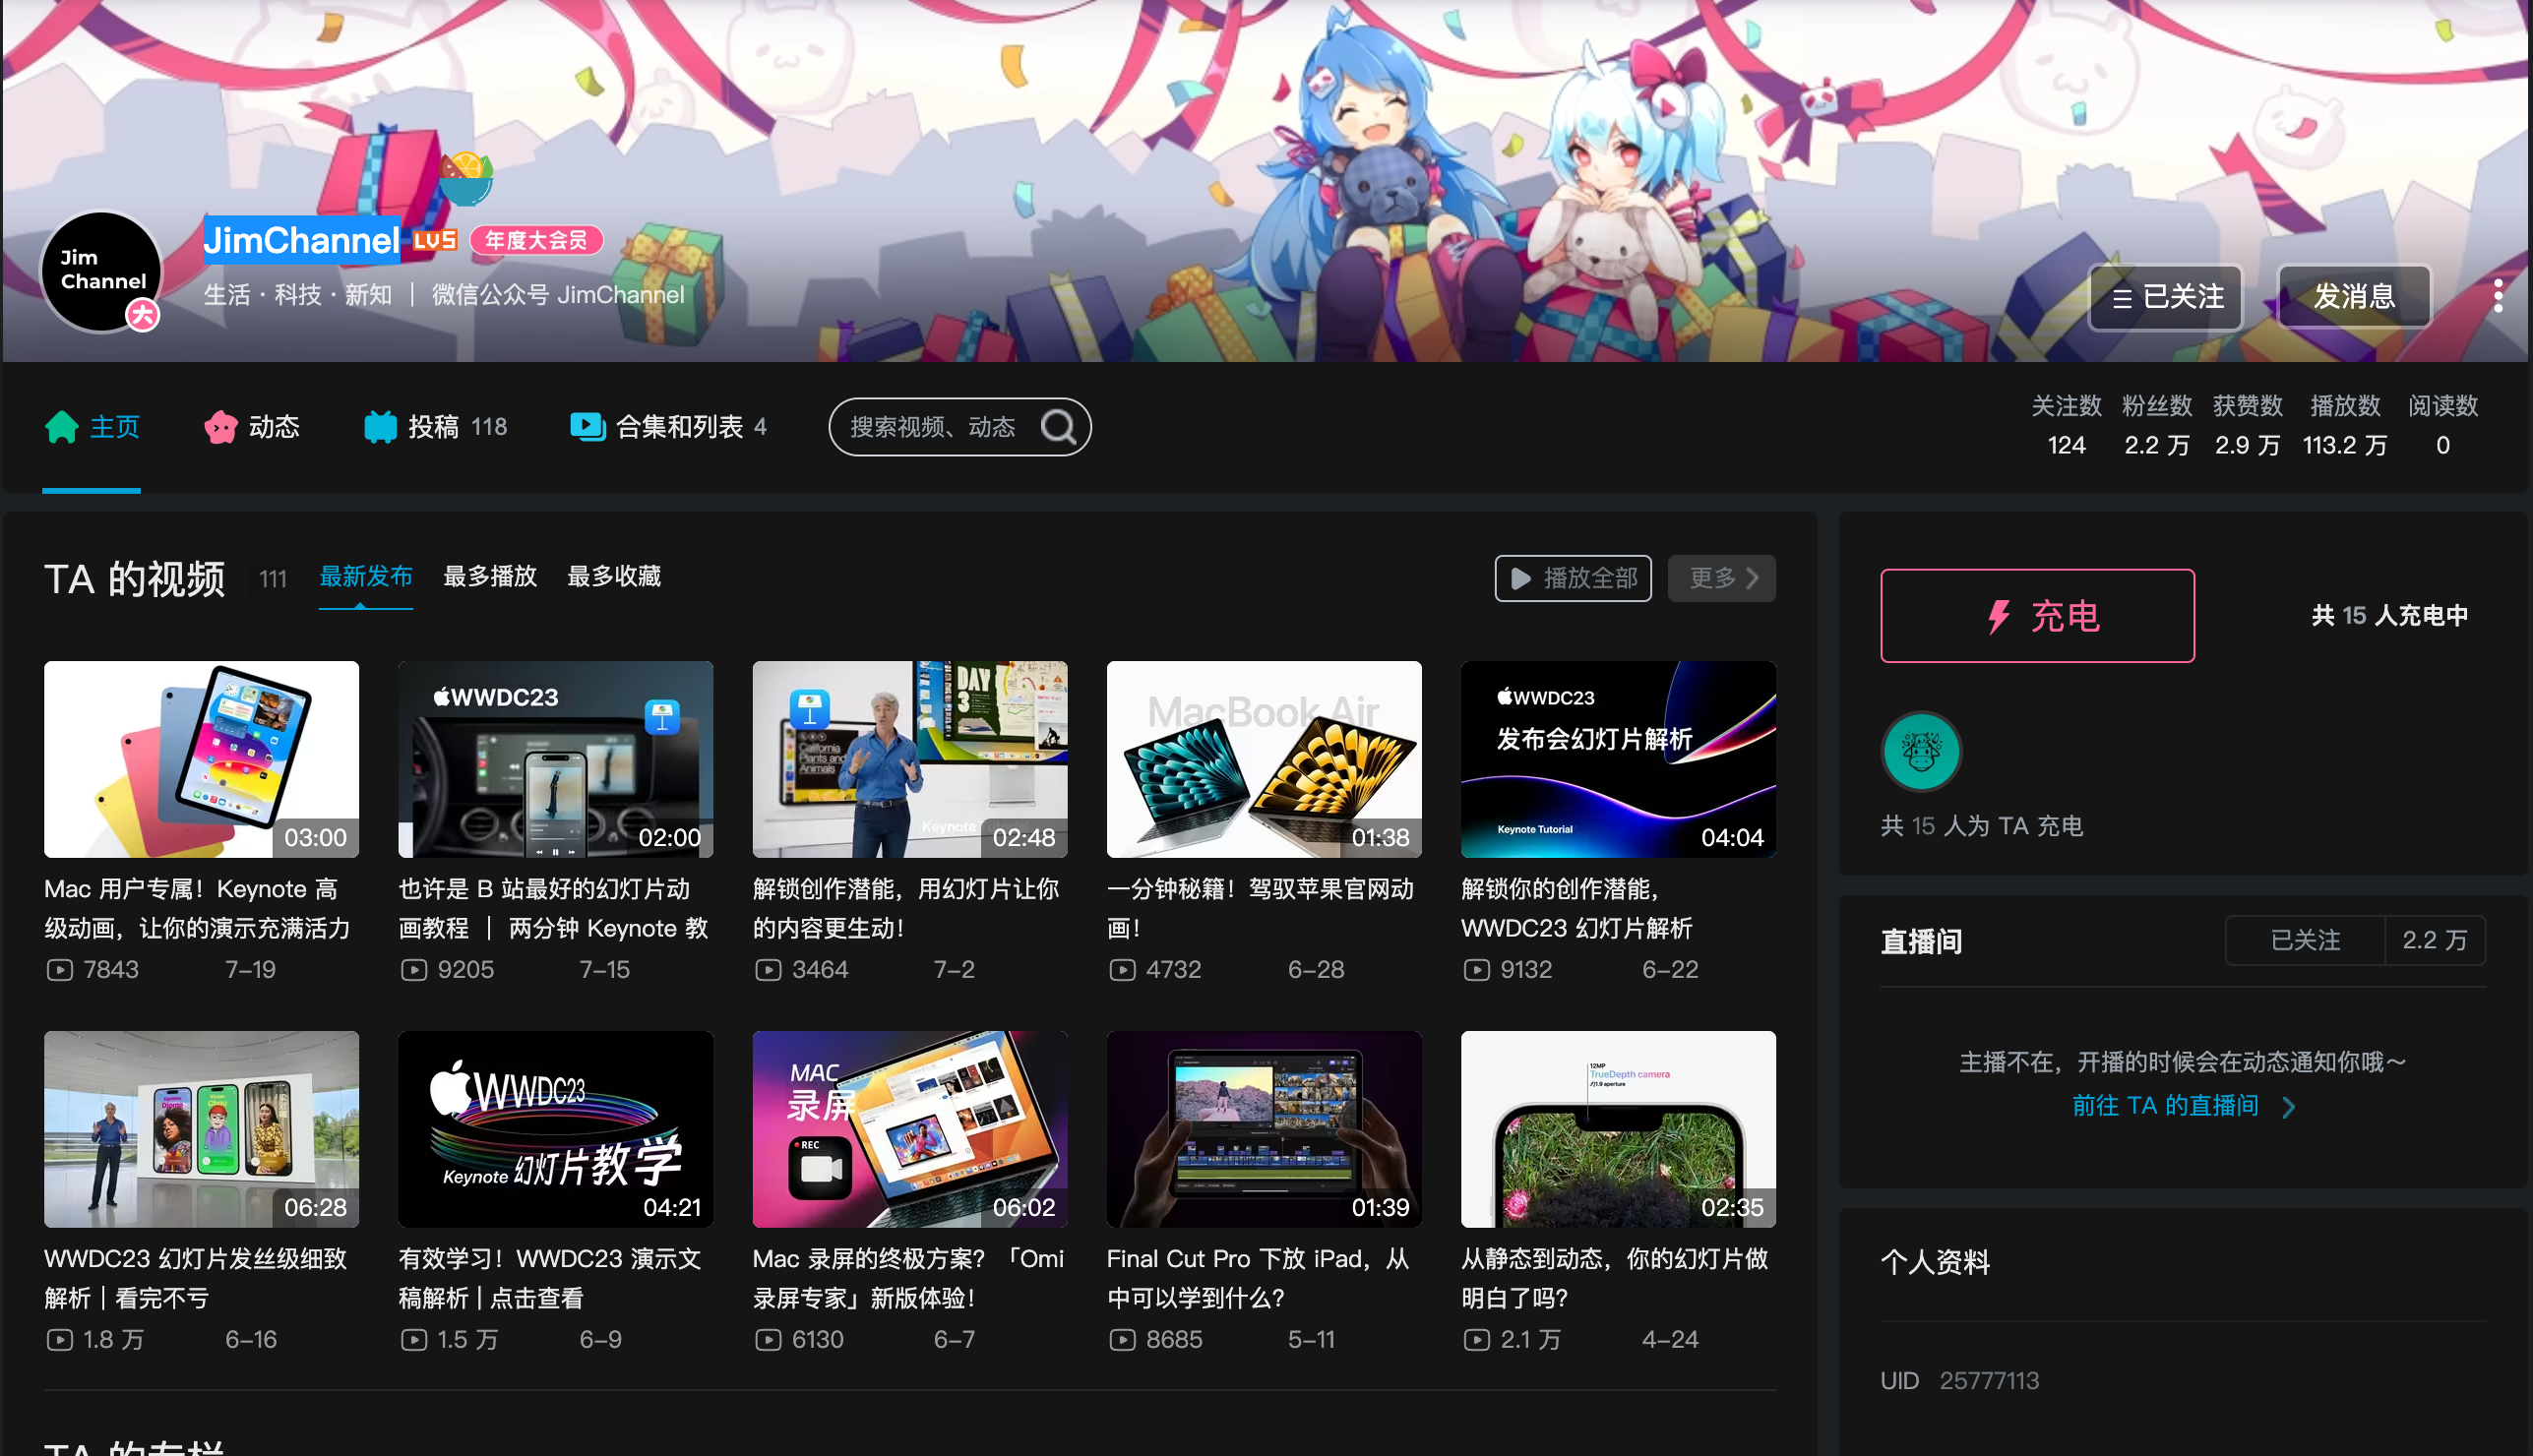 Jim
Channel
大
JimChannel LV5 年度大会员
生活 · 科技 · 新知 ｜ 微信公众号 JimChannel
已关注
发消息
主页
动态
投稿 118
合集和列表 4
搜索视频、动态
关注数 粉丝数 获赞数 播放数 阅读数
124 2.2 万 2.9 万 113.2 万 0
TA 的视频 111
最新发布
最多播放
最多收藏
播放全部
更多
03:00
Mac 用户专属！Keynote 高
级动画，让你的演示充满活力
7843 7-19
WWDC23
02:00
也许是 B 站最好的幻灯片动
画教程 ｜ 两分钟 Keynote 教
9205 7-15
DAY
3
California
Plants and
Animals
02:48
解锁创作潜能，用幻灯片让你
的内容更生动！
3464 7-2
MacBook Air
01:38
一分钟秘籍！驾驭苹果官网动
画！
4732 6-28
WWDC23
发布会幻灯片解析
Keynote Tutorial
04:04
解锁你的创作潜能，
WWDC23 幻灯片解析
9132 6-22
06:28
WWDC23 幻灯片发丝级细致
解析 | 看完不亏
1.8 万 6-16
WWDC23
Keynote 幻灯片教学
04:21
有效学习！WWDC23 演示文
稿解析 | 点击查看
1.5 万 6-9
MAC
录屏
REC
06:02
Mac 录屏的终极方案？「Omi
录屏专家」新版体验！
6130 6-7
01:39
Final Cut Pro 下放 iPad，从
中可以学到什么？
8685 5-11
12MP
TrueDepth camera
ƒ/1.9 aperture
02:35
从静态到动态，你的幻灯片做
明白了吗？
2.1 万 4-24
TA 的专栏
充电
共 15 人充电中
共 15 人为 TA 充电
直播间
已关注 2.2 万
主播不在，开播的时候会在动态通知你哦～
前往 TA 的直播间
个人资料
UID 25777113